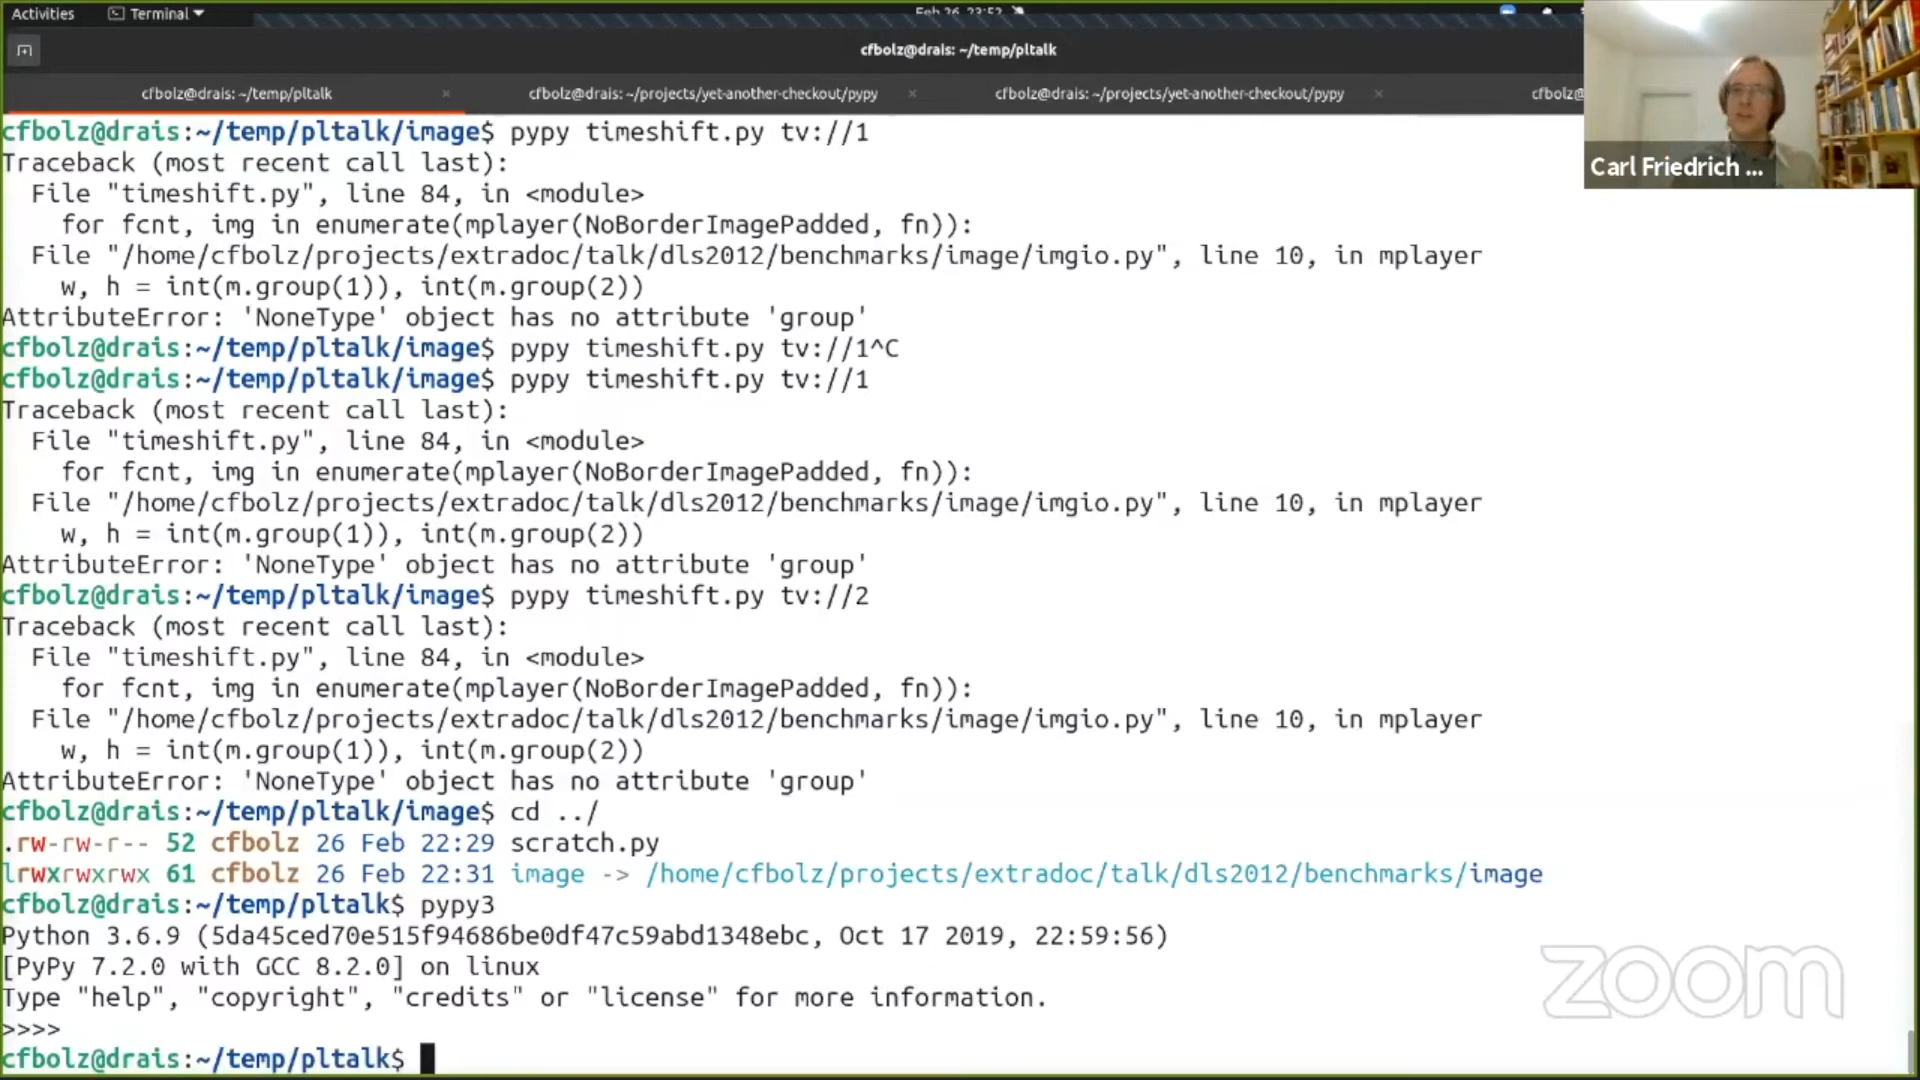 Activities
Terminal
Feb 26 23:52
cfbolz@drais: ~/temp/pltalk
cfbolz@drais: ~/temp/pltalk × cfbolz@drais: ~/projects/yet-another-checkout/pypy × cfbolz@drais: ~/projects/yet-another-checkout/pypy × cfbolz@
Carl Friedrich ...
cfbolz@drais:~/temp/pltalk/image$ pypy timeshift.py tv://1
Traceback (most recent call last):
  File "timeshift.py", line 84, in <module>
    for fcnt, img in enumerate(mplayer(NoBorderImagePadded, fn)):
  File "/home/cfbolz/projects/extradoc/talk/dls2012/benchmarks/image/imgio.py", line 10, in mplayer
    w, h = int(m.group(1)), int(m.group(2))
AttributeError: 'NoneType' object has no attribute 'group'
cfbolz@drais:~/temp/pltalk/image$ pypy timeshift.py tv://1^C
cfbolz@drais:~/temp/pltalk/image$ pypy timeshift.py tv://1
Traceback (most recent call last):
  File "timeshift.py", line 84, in <module>
    for fcnt, img in enumerate(mplayer(NoBorderImagePadded, fn)):
  File "/home/cfbolz/projects/extradoc/talk/dls2012/benchmarks/image/imgio.py", line 10, in mplayer
    w, h = int(m.group(1)), int(m.group(2))
AttributeError: 'NoneType' object has no attribute 'group'
cfbolz@drais:~/temp/pltalk/image$ pypy timeshift.py tv://2
Traceback (most recent call last):
  File "timeshift.py", line 84, in <module>
    for fcnt, img in enumerate(mplayer(NoBorderImagePadded, fn)):
  File "/home/cfbolz/projects/extradoc/talk/dls2012/benchmarks/image/imgio.py", line 10, in mplayer
    w, h = int(m.group(1)), int(m.group(2))
AttributeError: 'NoneType' object has no attribute 'group'
cfbolz@drais:~/temp/pltalk/image$ cd ../
.rw-rw-r-- 52 cfbolz 26 Feb 22:29 scratch.py
lrwxrwxrwx 61 cfbolz 26 Feb 22:31 image -> /home/cfbolz/projects/extradoc/talk/dls2012/benchmarks/image
cfbolz@drais:~/temp/pltalk$ pypy3
Python 3.6.9 (5da45ced70e515f94686be0df47c59abd1348ebc, Oct 17 2019, 22:59:56)
[PyPy 7.2.0 with GCC 8.2.0] on linux
Type "help", "copyright", "credits" or "license" for more information.
>>>>
cfbolz@drais:~/temp/pltalk$
zoom